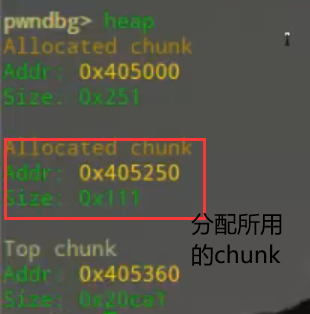 pwndbg> heap
Allocated chunk
Addr: 0x405000
Size: 0x251
Allocated chunk
Addr: 0x405250
Size: 0x111
分配所用
的chunk
Top chunk
Addr: 0x405360
Size: 0x20ca1